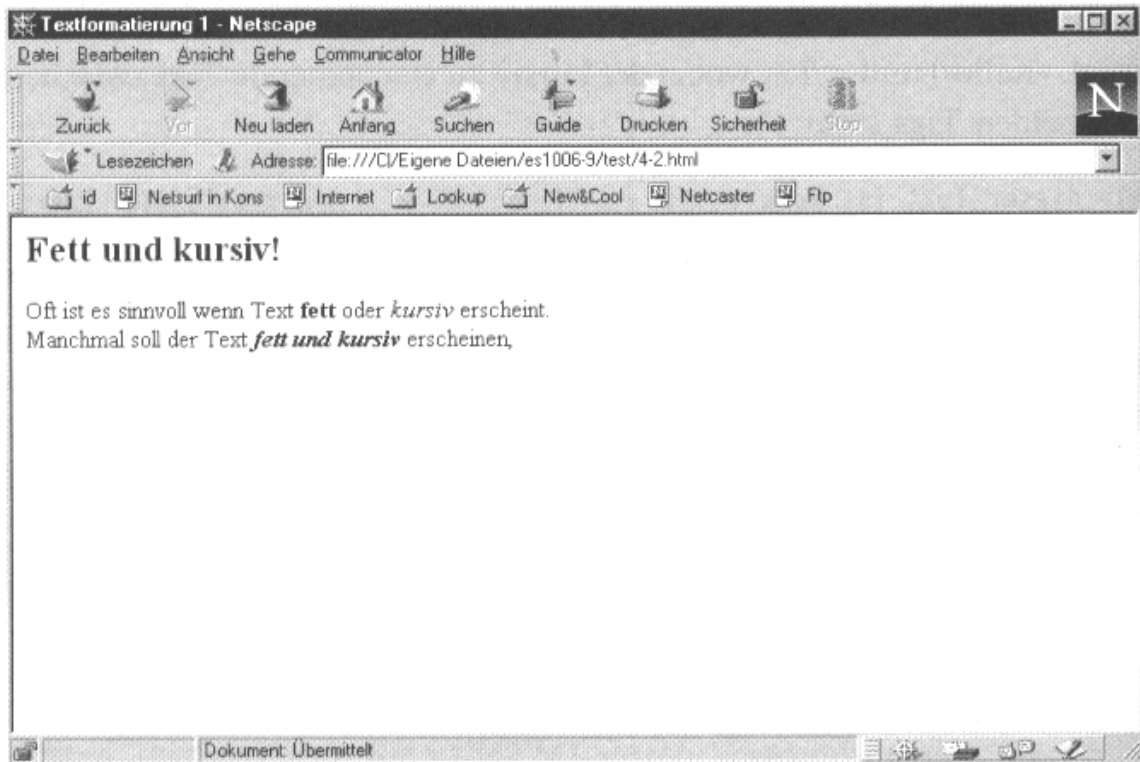 Textformatierung 1 - Netscape
Datei Bearbeiten Ansicht Gehe Communicator Hilfe
Zurück Vor Neu laden Anfang Suchen Guide Drucken Sicherheit Stop
N
Lesezeichen Adresse: file:///C|/Eigene Dateien/es1006-9/test/4-2.html
id Netsurf in Kons Internet Lookup New&Cool Netcaster Ftp
Fett und kursiv!
Oft ist es sinnvoll wenn Text fett oder kursiv erscheint.
Manchmal soll der Text fett und kursiv erscheinen,
Dokument: Übermittelt